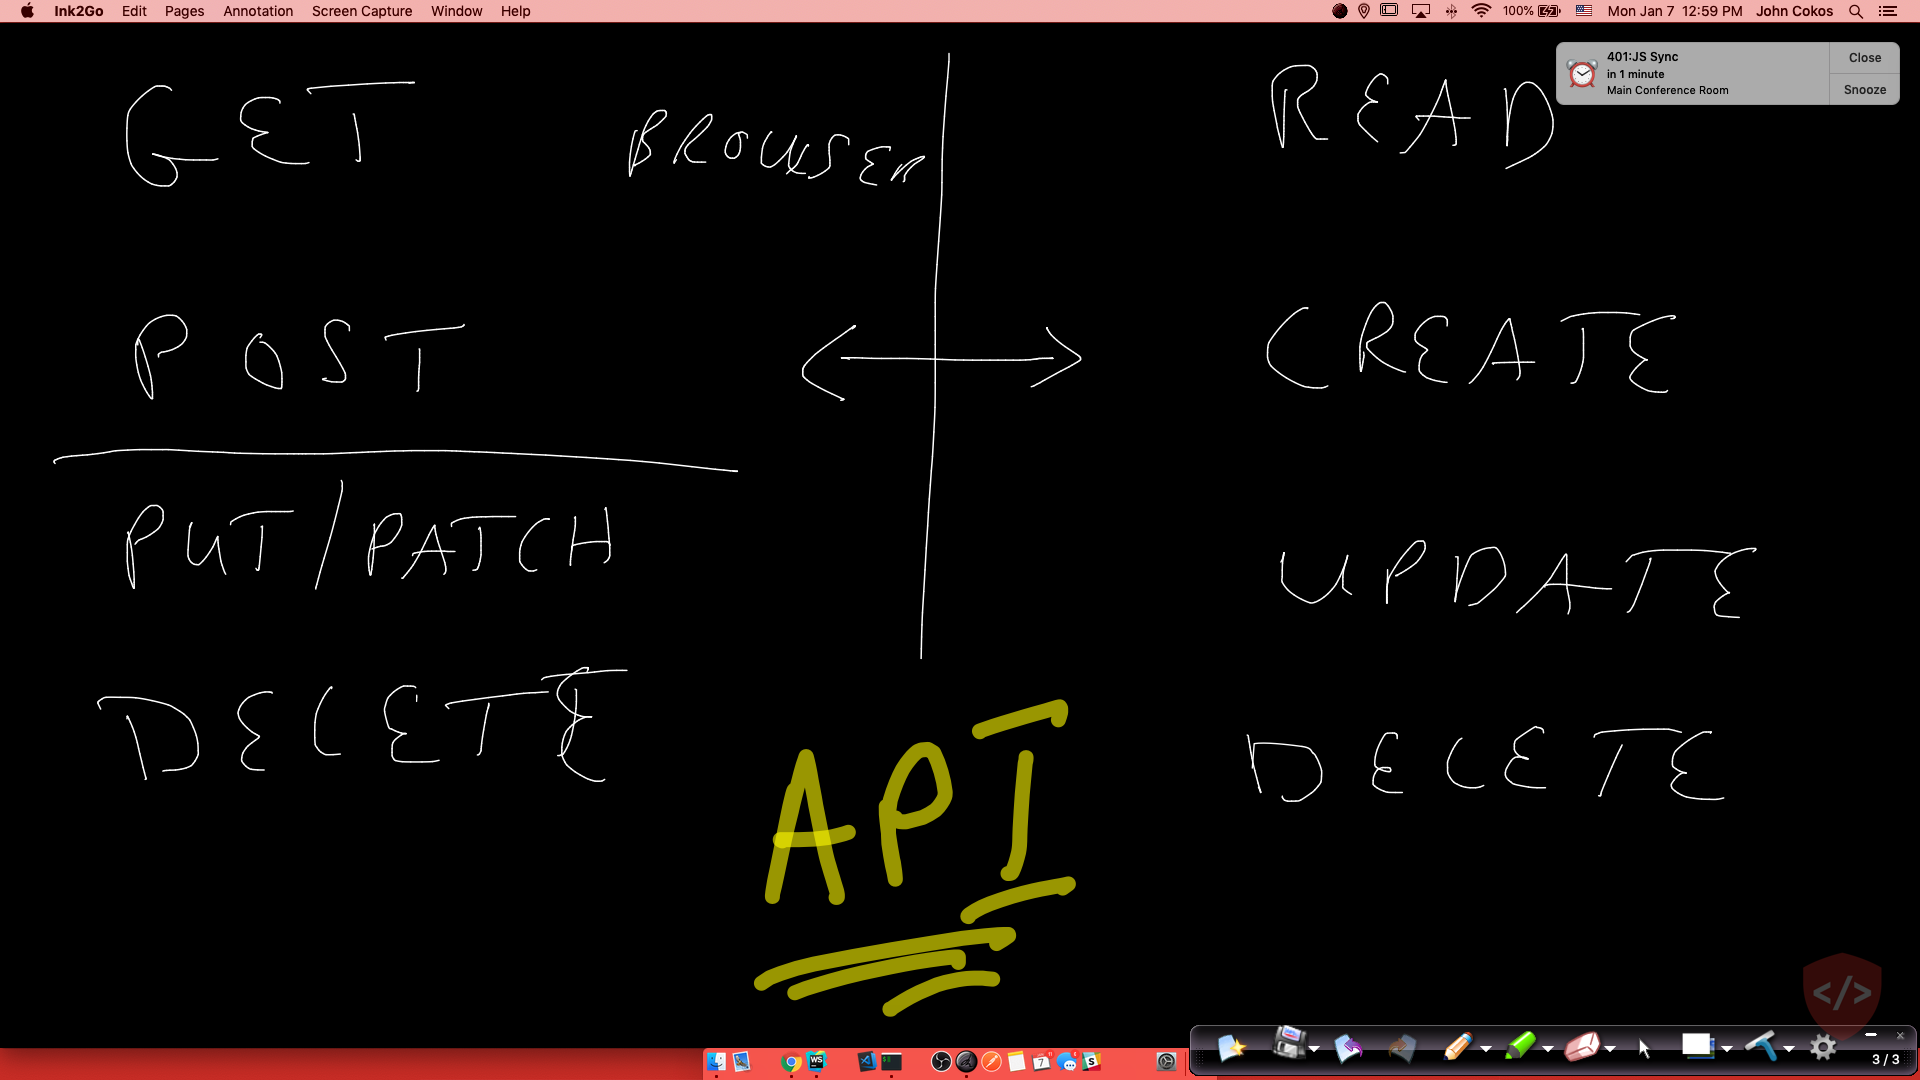 Ink2Go Edit Pages Annotation Screen Capture Window Help 100% Mon Jan 7 12:59 PM John Cokos
401:JS Sync
in 1 minute
Main Conference Room
Close
Snooze
GET BROWSER READ
POST CREATE
PUT/PATCH UPDATE
DELETE DELETE
API
</>
WS
3 / 3